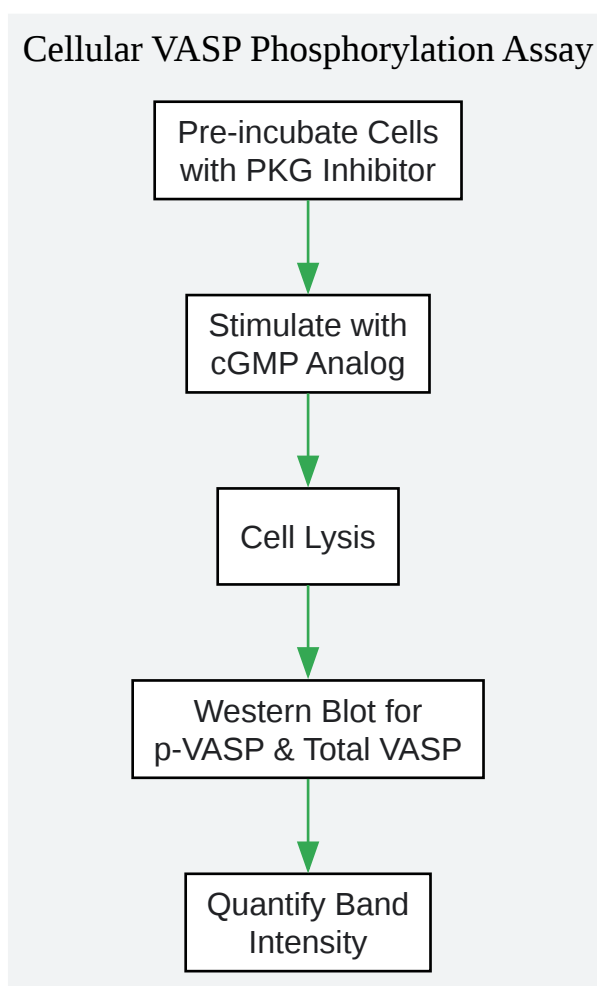 Cellular VASP Phosphorylation Assay
Pre-incubate Cells
with PKG Inhibitor
Stimulate with
cGMP Analog
Cell Lysis
Western Blot for
p-VASP & Total VASP
Quantify Band
Intensity